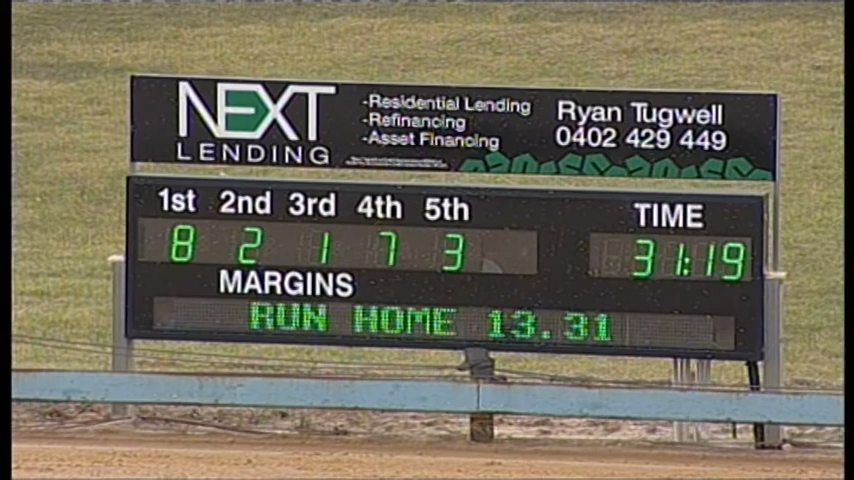 NEXT
LENDING
-Residential Lending
-Refinancing
-Asset Financing
Ryan Tugwell
0402 429 449
1st 2nd 3rd 4th 5th TIME
8 2 1 7 3 31:19
MARGINS
RUN HOME 13.31